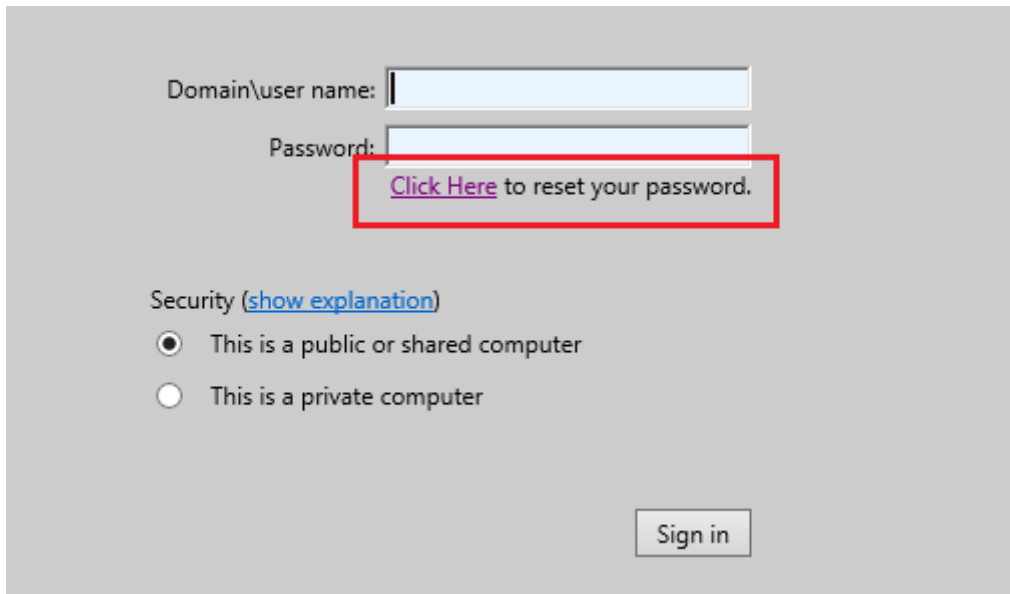 Domain\user name:
Password:
Click Here to reset your password.
Security (show explanation)
This is a public or shared computer
This is a private computer
Sign in